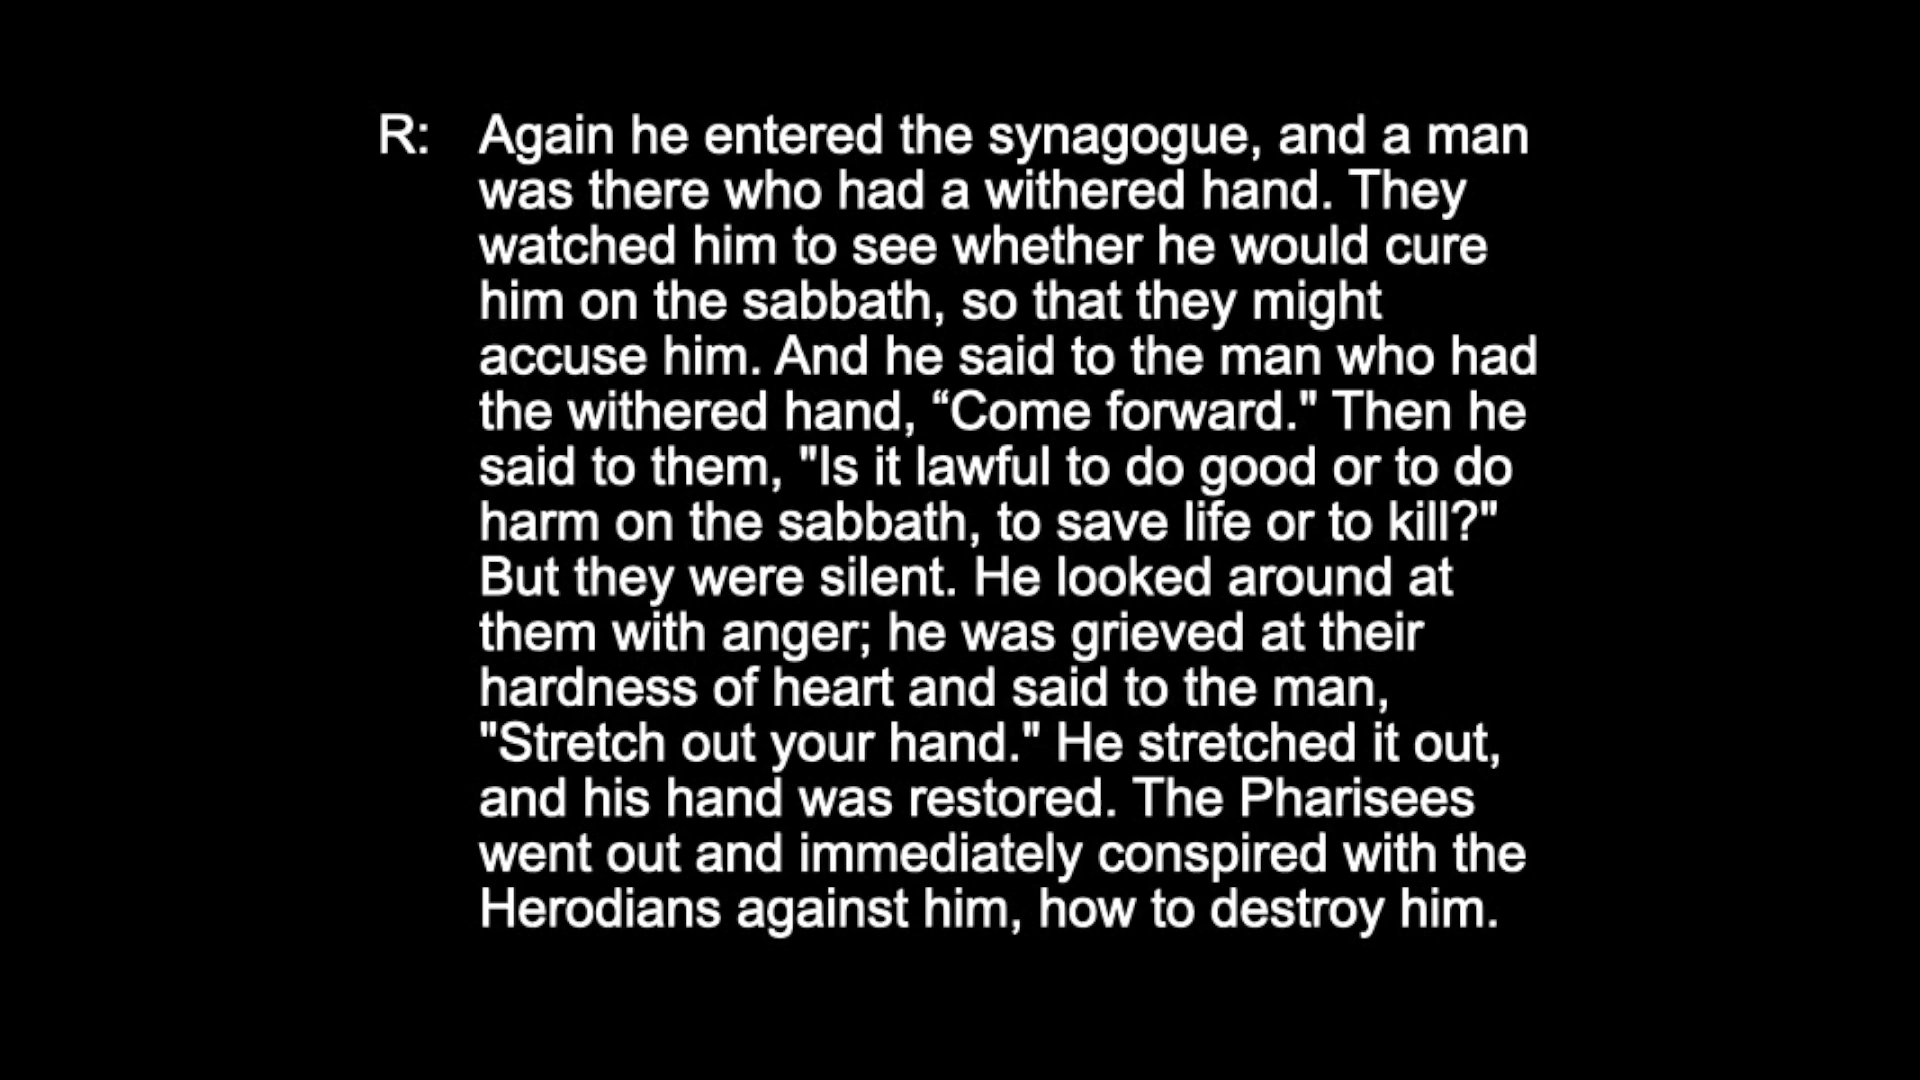 R: Again he entered the synagogue, and a man
was there who had a withered hand. They
watched him to see whether he would cure
him on the sabbath, so that they might
accuse him. And he said to the man who had
the withered hand, “Come forward." Then he
said to them, "Is it lawful to do good or to do
harm on the sabbath, to save life or to kill?"
But they were silent. He looked around at
them with anger; he was grieved at their
hardness of heart and said to the man,
"Stretch out your hand." He stretched it out,
and his hand was restored. The Pharisees
went out and immediately conspired with the
Herodians against him, how to destroy him.